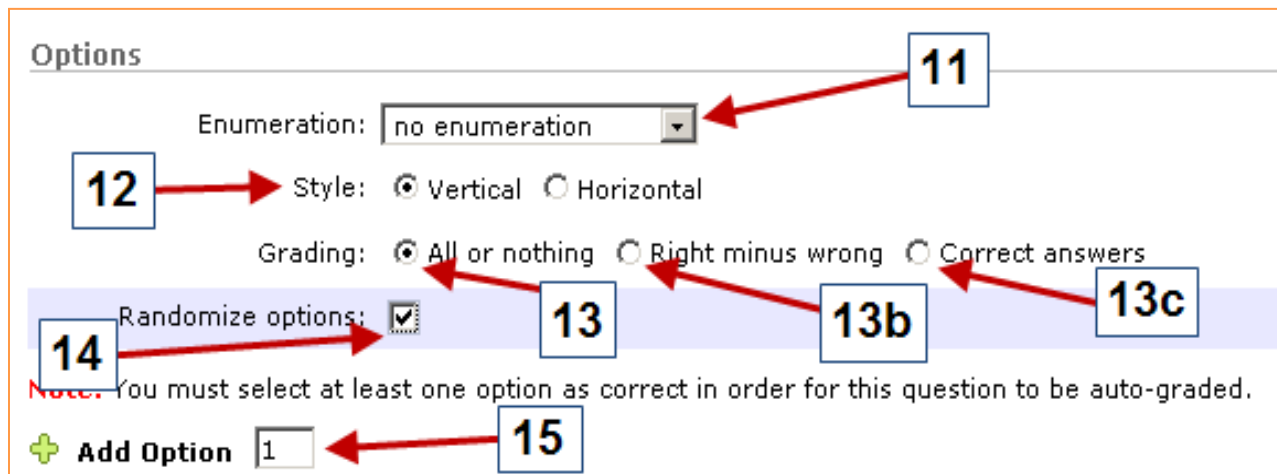 Options
11
Enumeration: no enumeration
12
Style: Vertical Horizontal
Grading: All or nothing Right minus wrong Correct answers
13
13b
13c
Randomize options:
14
Note: You must select at least one option as correct in order for this question to be auto-graded.
Add Option 1
15